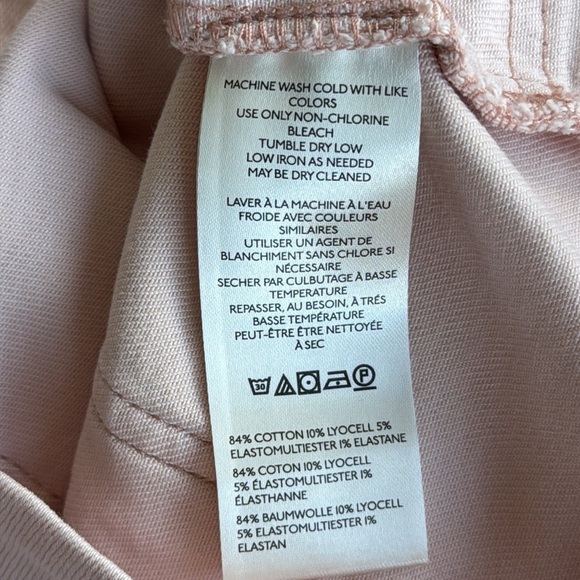 MACHINE WASH COLD WITH LIKE
COLORS
USE ONLY NON-CHLORINE
BLEACH
TUMBLE DRY LOW
LOW IRON AS NEEDED
MAY BE DRY CLEANED
LAVER À LA MACHINE À L'EAU
FROIDE AVEC COULEURS
SIMILAIRES
UTILISER UN AGENT DE
BLANCHIMENT SANS CHLORE SI
NÉCESSAIRE
SECHER PAR CULBUTAGE À BASSE
TEMPERATURE
REPASSER, AU BESOIN, À TRÉS
BASSE TEMPÉRATURE
PEUT-ÊTRE ÊTRE NETTOYÉE
À SEC
30 P
84% COTTON 10% LYOCELL 5%
ELASTOMULTIESTER 1% ELASTANE
84% COTON 10% LYOCELL
5% ÉLASTOMULTIESTER 1%
ÉLASTHANNE
84% BAUMWOLLE 10% LYOCELL
5% ELASTOMULTIESTER 1%
ELASTAN